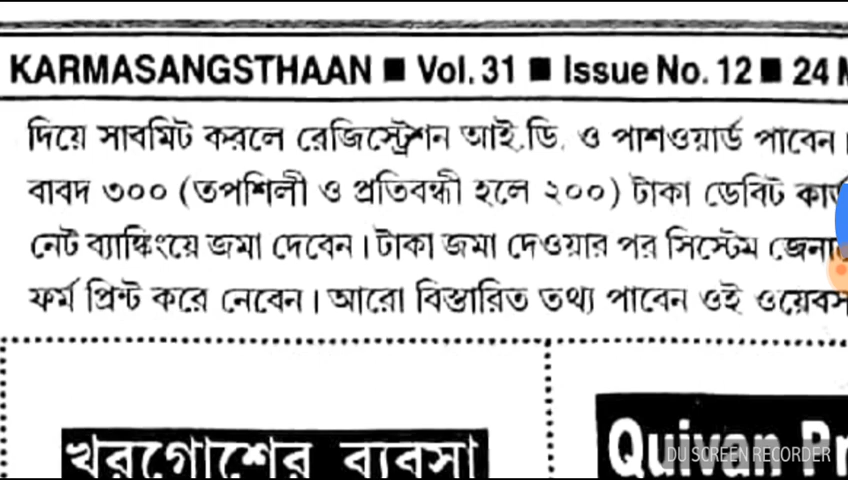 KARMASANGSTHAAN ■ Vol. 31 ■ Issue No. 12 ■ 24
দিয়ে সাবমিট করলে রেজিস্ট্রেশন আই.ডি. ও পাশওয়ার্ড পাবেন।
বাবদ ৩০০ (তপশিলী ও প্রতিবন্ধী হলে ২০০) টাকা ডেবিট
নেট ব্যাঙ্কিংয়ে জমা দেবেন। টাকা জমা দেওয়ার পর সিস্টেম
ফর্ম প্রিন্ট করে নেবেন। আরো বিস্তারিত তথ্য পাবেন ওই
খরগোশের ব্যবসা
Quivan
DU SCREEN RECORDER